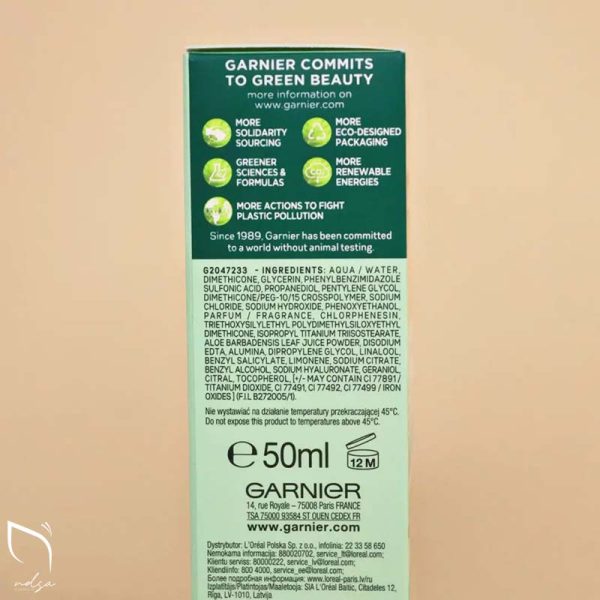 GARNIER COMMITS
TO GREEN BEAUTY
more information on
www.garnier.com
MORE
SOLIDARITY
SOURCING
MORE
ECO-DESIGNED
PACKAGING
GREENER
SCIENCES &
FORMULAS
CO₂
MORE
RENEWABLE
ENERGIES
MORE ACTIONS TO FIGHT
PLASTIC POLLUTION
Since 1989, Garnier has been committed
to a world without animal testing.
G2047233 - INGREDIENTS: AQUA / WATER,
DIMETHICONE, GLYCERIN, PHENYLBENZIMIDAZOLE
SULFONIC ACID, PROPANEDIOL, PENTYLENE GLYCOL,
DIMETHICONE/PEG-10/15 CROSSPOLYMER, SODIUM
CHLORIDE, SODIUM HYDROXIDE, PHENOXYETHANOL,
PARFUM / FRAGRANCE, CHLORPHENESIN,
TRIETHOXYSILYLETHYL POLYDIMETHYLSILOXYETHYL
DIMETHICONE, ISOPROPYL TITANIUM TRIISOSTEARATE,
ALOE BARBADENSIS LEAF JUICE POWDER, DISODIUM
EDTA, ALUMINA, DIPROPYLENE GLYCOL, LINALOOL,
BENZYL SALICYLATE, LIMONENE, SODIUM CITRATE,
BENZYL ALCOHOL, SODIUM HYALURONATE, GERANIOL,
CITRAL, TOCOPHEROL, [+/- MAY CONTAIN CI 77891 /
TITANIUM DIOXIDE, CI 77491, CI 77492, CI 77499 / IRON
OXIDES ] (F.I.L B272005/1).
Nie wystawiać na działanie temperatury przekraczającej 45°C.
Do not expose this product to temperatures above 45°C.
e50ml
12 M
GARNIER
14, rue Royale - 75008 Paris FRANCE
TSA 75000 93584 ST OUEN CEDEX FR
www.garnier.com
Dystrybutor: L'Oréal Polska Sp. z o.o., infolinia: 22 33 58 650
Nemokama informacija: 880020702, service_lt@loreal.com;
Klientu serviss: 80000222, service_lv@loreal.com;
Klienditelefon: 800 4000, service_ee@loreal.com;
Более подробная информация: www.loreal-paris.lv/ru
Izplatītājs/Platintojas/Maaletooja: SIA L'Oréal Baltic, Citadeles 12,
Rīga, LV-1010, Latvija
ndsa